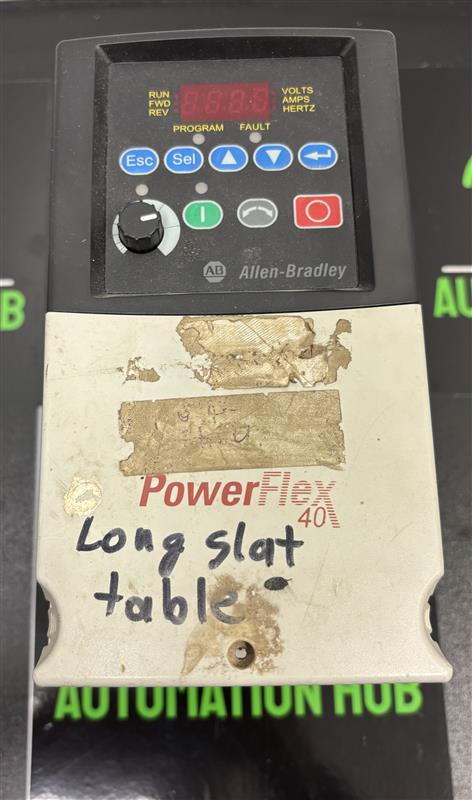 RUN
FWD
REV
VOLTS
AMPS
HERTZ
PROGRAM FAULT
Esc Sel
AB Allen-Bradley
PowerFlex
40
Long slat
table
AUTOMATION HUB